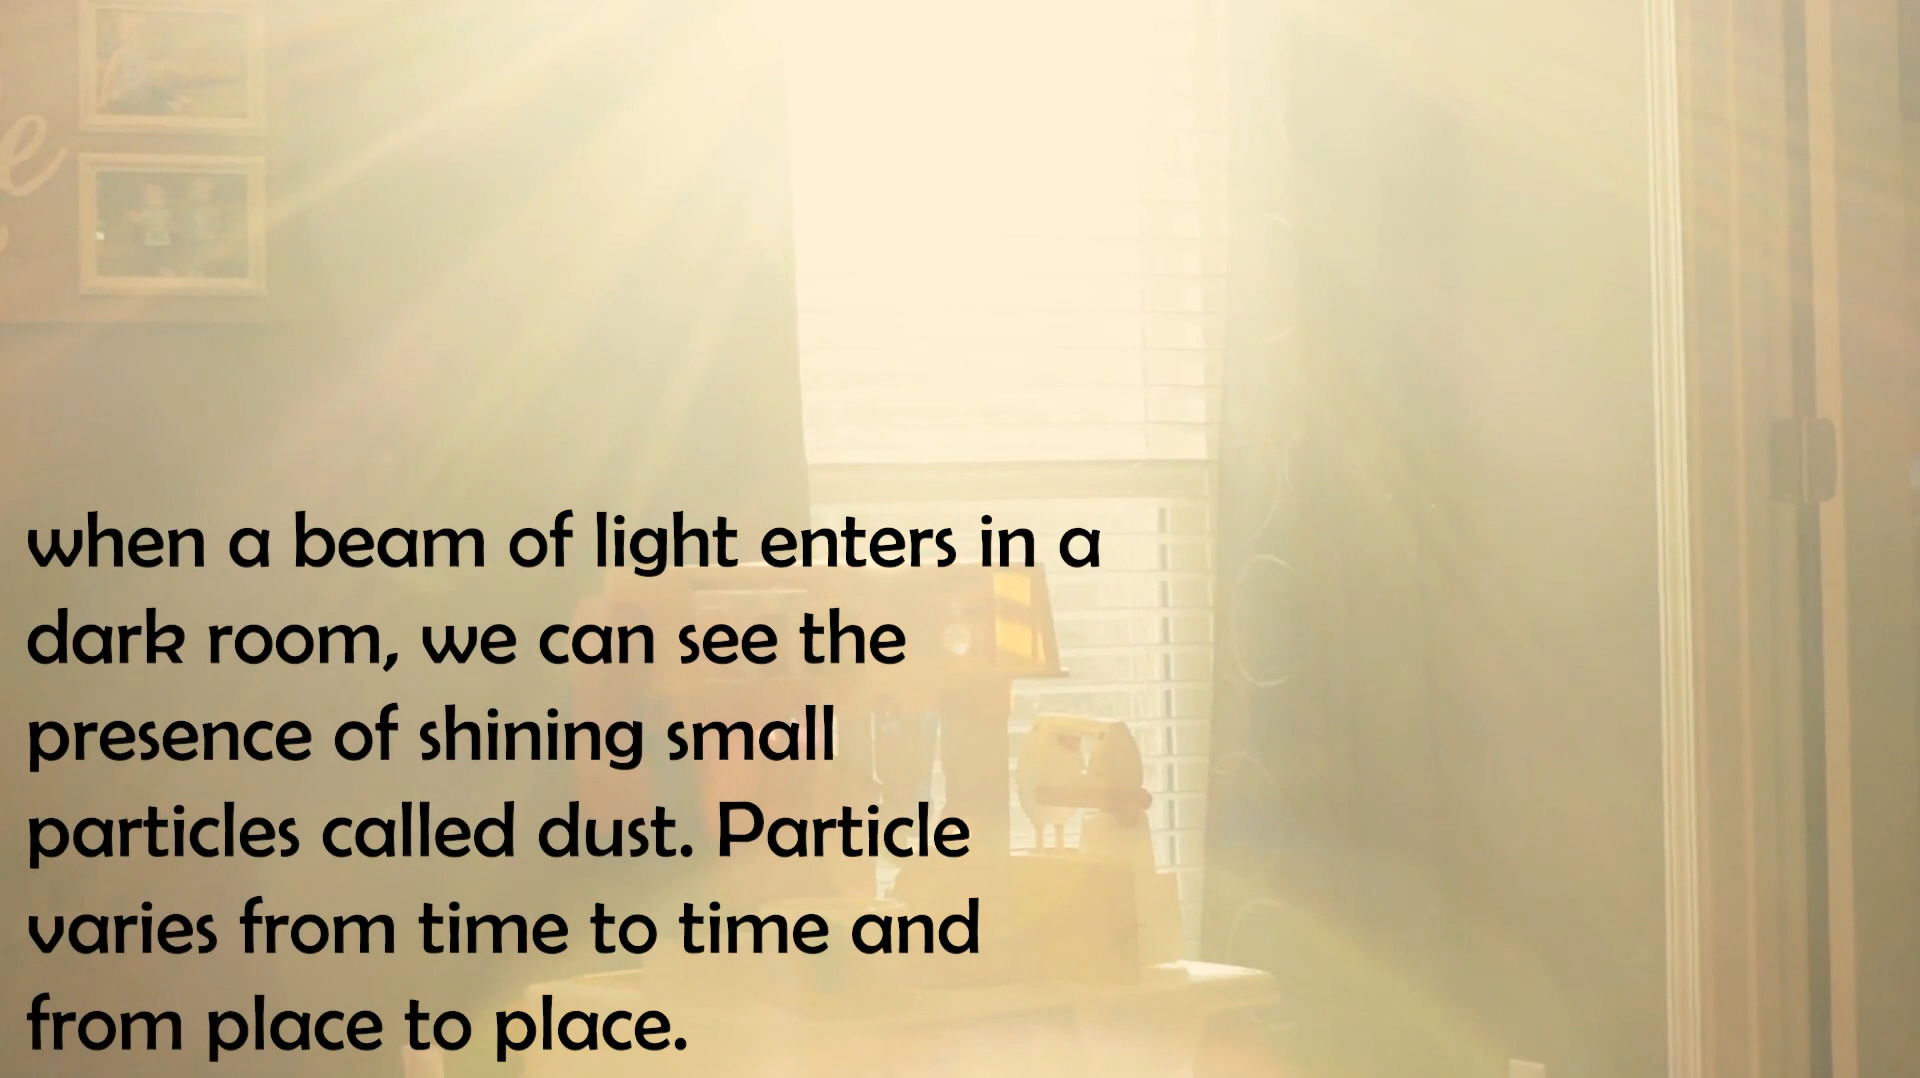 e
when a beam of light enters in a
dark room, we can see the
presence of shining small
particles called dust. Particle
varies from time to time and
from place to place.